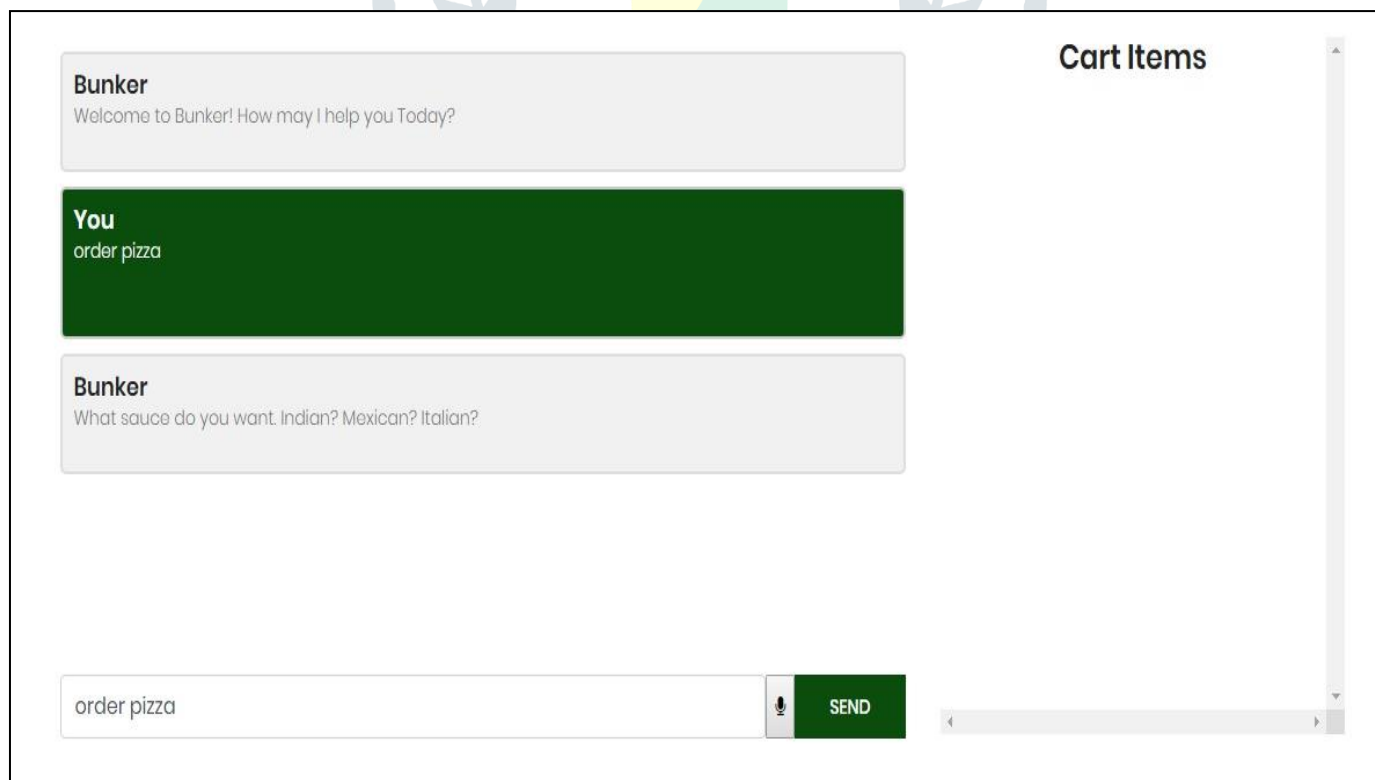 Bunker
Welcome to Bunker! How may I help you Today?
You
order pizza
Bunker
What sauce do you want. Indian? Mexican? Italian?
order pizza
SEND
Cart Items